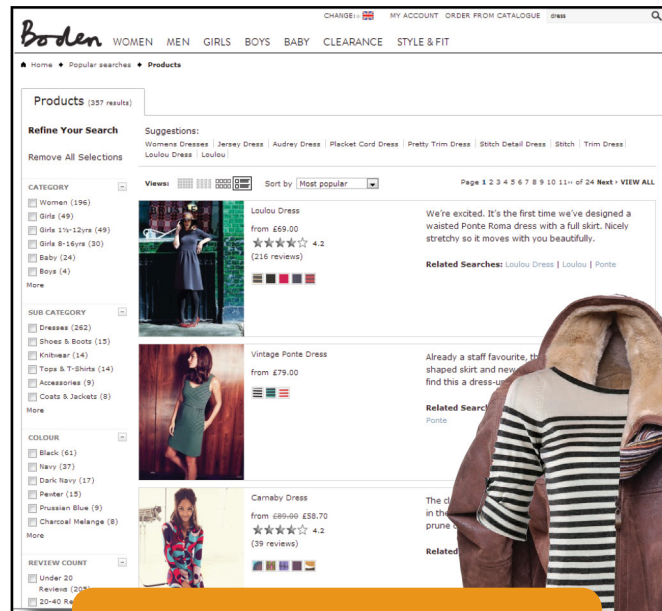 CHANGE:
MY ACCOUNT ORDER FROM CATALOGUE dress
Boden WOMEN MEN GIRLS BOYS BABY CLEARANCE STYLE & FIT
Home ◆ Popular searches ◆ Products
Products (357 results)
Refine Your Search
Remove All Selections
CATEGORY
Women (196)
Girls (49)
Girls 1½-12yrs (49)
Girls 8-16yrs (30)
Baby (24)
Boys (4)
More
SUB CATEGORY
Dresses (262)
Shoes & Boots (15)
Knitwear (14)
Tops & T-Shirts (14)
Accessories (9)
Coats & Jackets (8)
More
COLOUR
Black (61)
Navy (37)
Dark Navy (17)
Pewter (15)
Prussian Blue (9)
Charcoal Melange (8)
More
REVIEW COUNT
Under 20
Reviews (205)
20-40 Re
Suggestions:
Womens Dresses | Jersey Dress | Audrey Dress | Placket Cord Dress | Pretty Trim Dress | Stitch Detail Dress | Stitch | Trim Dress |
Loulou Dress | Loulou |
Views: Sort by Most popular Page 1 2 3 4 5 6 7 8 9 10 11›› of 24 Next › VIEW ALL
Loulou Dress
from £69.00
4.2
(216 reviews)
We're excited. It's the first time we've designed a
waisted Ponte Roma dress with a full skirt. Nicely
stretchy so it moves with you beautifully.
Related Searches: Loulou Dress | Loulou | Ponte
Vintage Ponte Dress
from £79.00
Already a staff favourite, th
shaped skirt and new
find this a dress-u
Related Searc
Ponte
Carnaby Dress
from £89.00 £58.70
4.2
(39 reviews)
The cl
in the
prune
Related